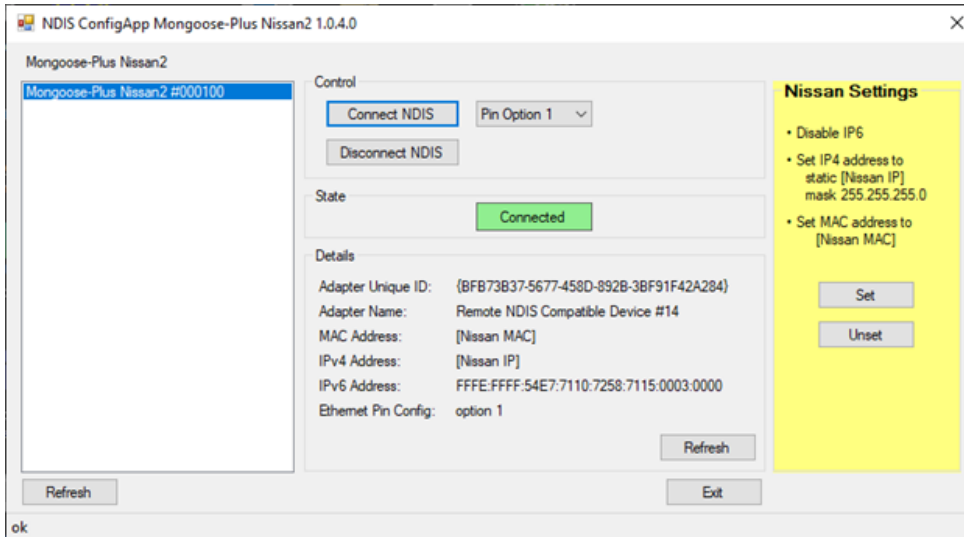 NDIS ConfigApp Mongoose-Plus Nissan2 1.0.4.0
Mongoose-Plus Nissan2
Mongoose-Plus Nissan2 #000100
Refresh
Control
Connect NDIS
Pin Option 1
Disconnect NDIS
State
Connected
Details
Adapter Unique ID: {BFB73B37-5677-458D-892B-3BF91F42A284}
Adapter Name: Remote NDIS Compatible Device #14
MAC Address: [Nissan MAC]
IPv4 Address: [Nissan IP]
IPv6 Address: FFFE:FFFF:54E7:7110:7258:7115:0003:0000
Ethernet Pin Config: option 1
Refresh
Exit
Nissan Settings
• Disable IP6
• Set IP4 address to
static [Nissan IP]
mask 255.255.255.0
• Set MAC address to
[Nissan MAC]
Set
Unset
ok